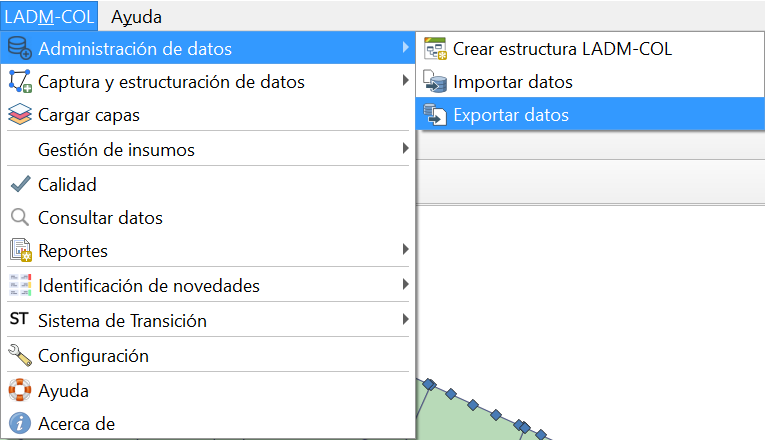 LADM-COL Ayuda
Administración de datos
Captura y estructuración de datos
Cargar capas
Gestión de insumos
Calidad
Consultar datos
Reportes
Identificación de novedades
ST Sistema de Transición
Configuración
Ayuda
Acerca de
Crear estructura LADM-COL
Importar datos
Exportar datos